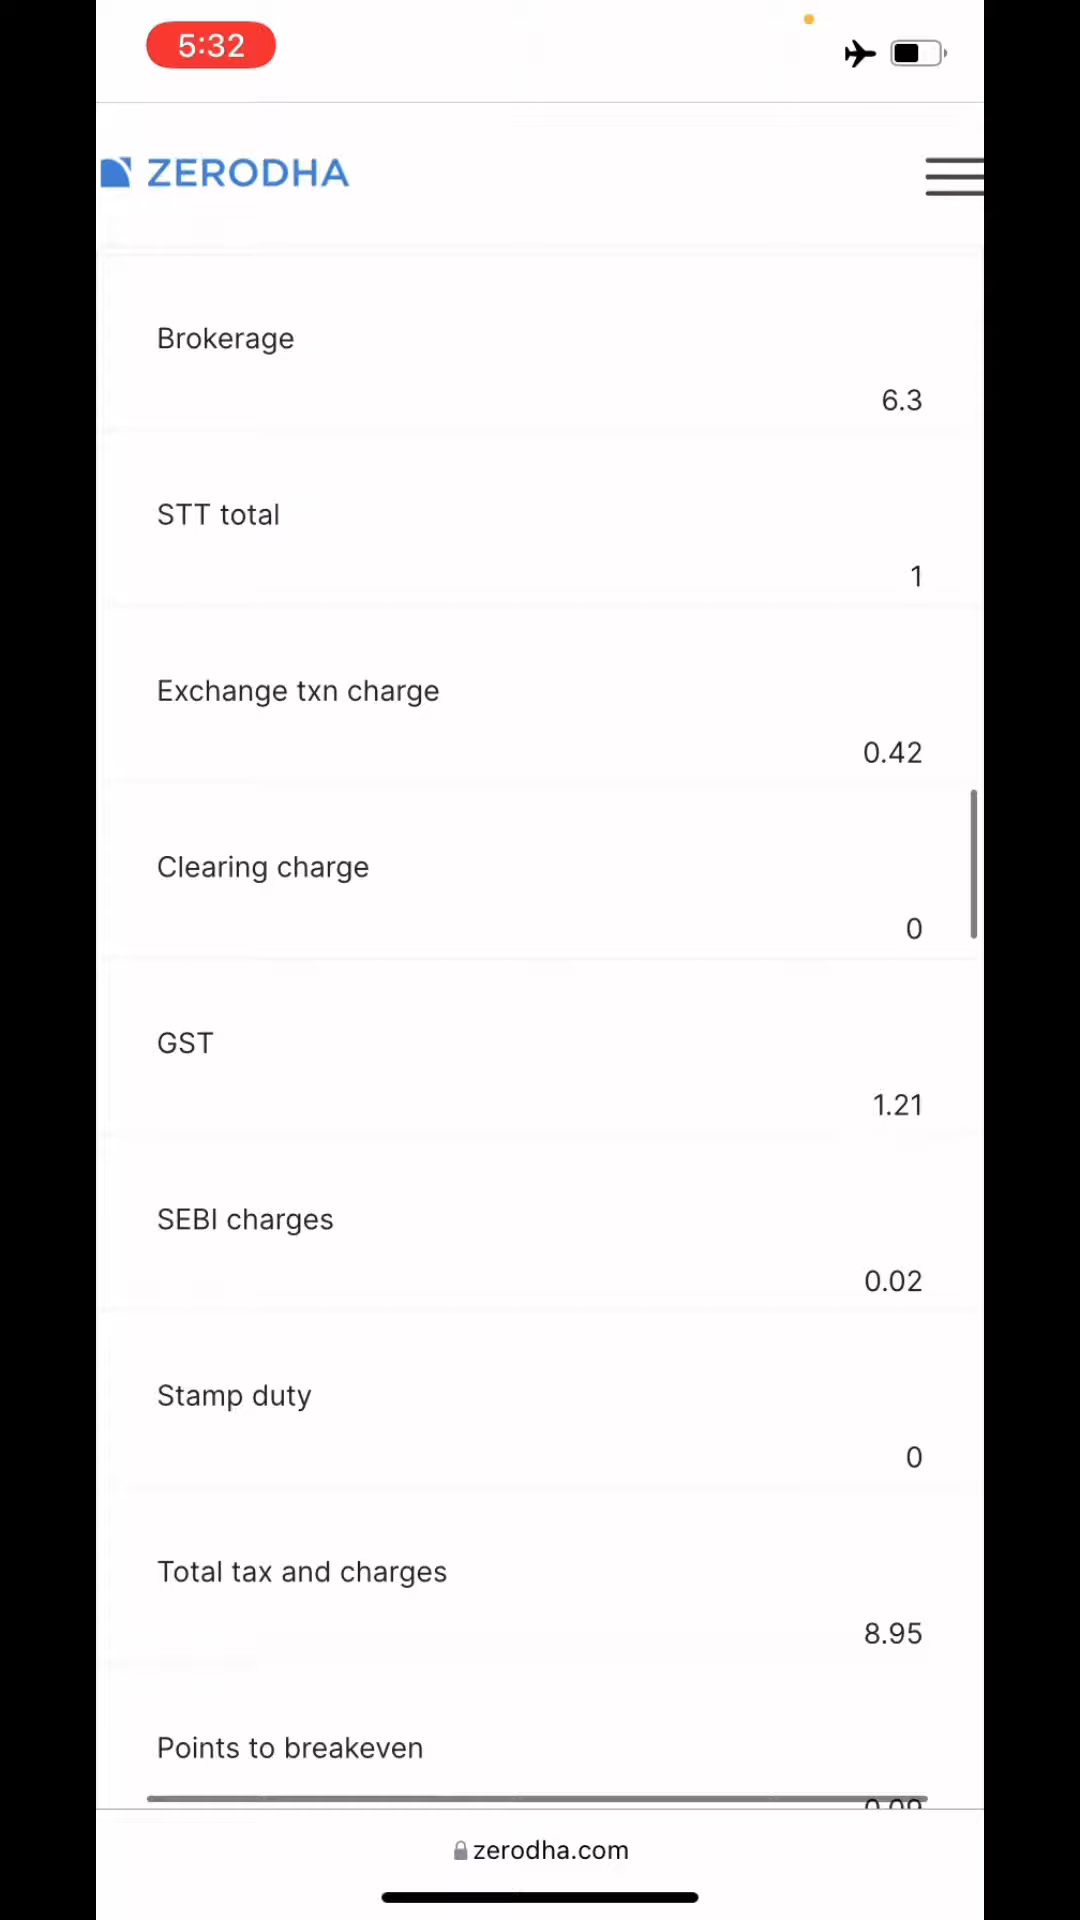 5:32
ZERODHA
Brokerage
6.3
STT total
1
Exchange txn charge
0.42
Clearing charge
0
GST
1.21
SEBI charges
0.02
Stamp duty
0
Total tax and charges
8.95
Points to breakeven
zerodha.com